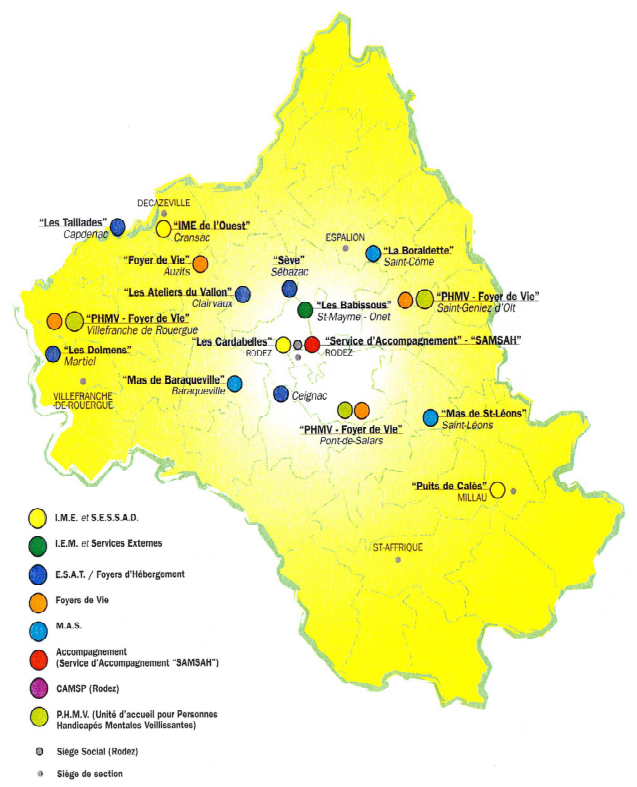 DECAZEVILLE
"Les Taillades"
Capdenac
"IME de l'Ouest"
Cransac
ESPALION
"La Boraldette"
Saint-Côme
"Foyer de Vie"
Auzits
"Sève"
Sébazac
"Les Ateliers du Vallon"
Clairvaux
"PHMV - Foyer de Vie"
Saint-Geniez d'Olt
"Les Babissous"
St-Mayme - Onet
"PHMV - Foyer de Vie"
Villefranche de Rouergue
"Les Cardabelles"
RODEZ
"Service d'Accompagnement" - "SAMSAH"
RODEZ
"Les Dolmens"
Martiel
"Mas de Baraqueville"
Baraqueville
VILLEFRANCHE
-DE-ROUERGUE
Ceignac
"PHMV - Foyer de Vie"
Pont-de-Salars
"Mas de St-Léons"
Saint-Léons
"Puits de Calès"
MILLAU
ST-AFFRIQUE
I.M.E. et S.E.S.S.A.D.
I.E.M. et Services Externes
E.S.A.T. / Foyers d'Hébergement
Foyers de Vie
M.A.S.
Accompagnement
(Service d'Accompagnement "SAMSAH")
CAMSP (Rodez)
P.H.M.V. (Unité d'accueil pour Personnes
Handicapés Mentales Veillissantes)
Siège Social (Rodez)
Siège de section